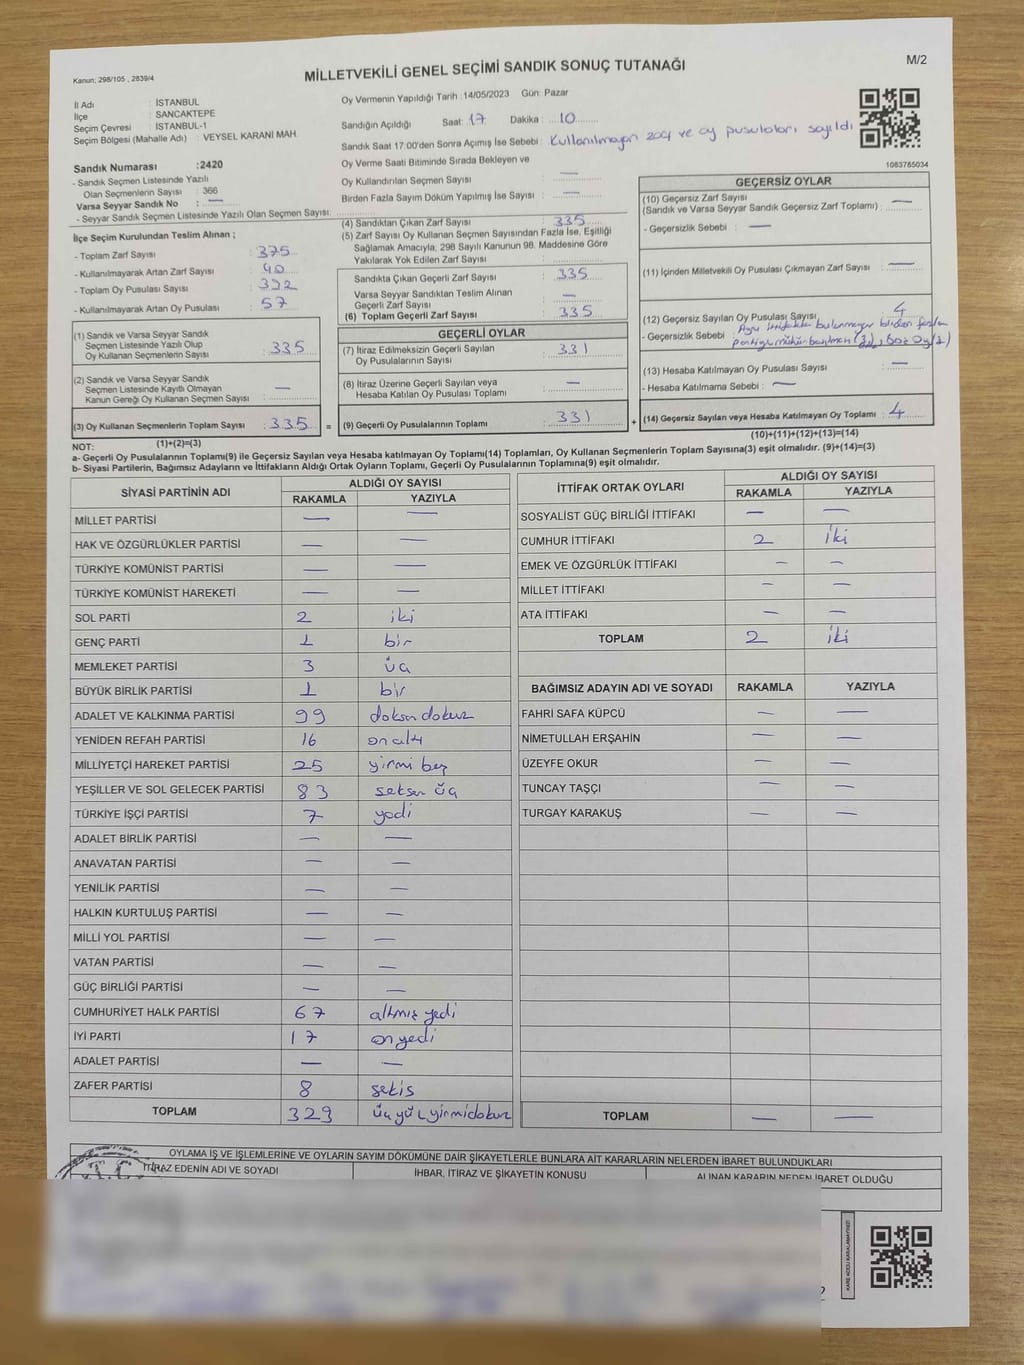 M/2
Kanun: 298/105 , 2839/4
MİLLETVEKİLİ GENEL SEÇİMİ SANDIK SONUÇ TUTANAĞI
İl Adı : İSTANBUL
İlçe : SANCAKTEPE
Seçim Çevresi : İSTANBUL-1
Seçim Bölgesi (Mahalle Adı) : VEYSEL KARANİ MAH.
Oy Vermenin Yapıldığı Tarih :14/05/2023 Gün: Pazar
Sandığın Açıldığı Saat: 17 Dakika : 10
Sandık Saat 17:00'den Sonra Açımış İse Sebebi : Kullanılmayan zarf ve oy pusulaları sayıldı
Oy Verme Saati Bitiminde Sırada Bekleyen ve
Oy Kullandırılan Seçmen Sayısı : —
Birden Fazla Sayım Döküm Yapılmış İse Sayısı : —
1083785034
Sandık Numarası :2420
- Sandık Seçmen Listesinde Yazılı
Olan Seçmenlerin Sayısı : 366
Varsa Seyyar Sandık No : —
- Seyyar Sandık Seçmen Listesinde Yazılı Olan Seçmen Sayısı:
İlçe Seçim Kurulundan Teslim Alınan ;
- Toplam Zarf Sayısı : 375
- Kullanılmayarak Artan Zarf Sayısı : 40
- Toplam Oy Pusulası Sayısı : 392
- Kullanılmayarak Artan Oy Pusulası : 57
(1) Sandık ve Varsa Seyyar Sandık
Seçmen Listesinde Yazılı Olup
Oy Kullanan Seçmenlerin Sayısı : 335
(2) Sandık ve Varsa Seyyar Sandık
Seçmen Listesinde Kayıtlı Olmayan
Kanun Gereği Oy Kullanan Seçmen Sayısı : —
(3) Oy Kullanan Seçmenlerin Toplam Sayısı : 335 =
(1)+(2)=(3)
(4) Sandıktan Çıkan Zarf Sayısı : 335
(5) Zarf Sayısı Oy Kullanan Seçmen Sayısından Fazla İse, Eşitliği
Sağlamak Amacıyla, 298 Sayılı Kanunun 98. Maddesine Göre
Yakılarak Yok Edilen Zarf Sayısı :
Sandıkta Çıkan Geçerli Zarf Sayısı : 335
Varsa Seyyar Sandıktan Teslim Alınan
Geçerli Zarf Sayısı : —
(6) Toplam Geçerli Zarf Sayısı : 335
GEÇERLİ OYLAR
(7) İtiraz Edilmeksizin Geçerli Sayılan
Oy Pusulalarının Sayısı : 331
(8) İtiraz Üzerine Geçerli Sayılan veya
Hesaba Katılan Oy Pusulası Toplamı : —
(9) Geçerli Oy Pusulalarının Toplamı : 331 +
GEÇERSİZ OYLAR
(10) Geçersiz Zarf Sayısı
(Sandık ve Varsa Seyyar Sandık Geçersiz Zarf Toplamı) : —
- Geçersizlik Sebebi : —
(11) İçinden Milletvekili Oy Pusulası Çıkmayan Zarf Sayısı : —
(12) Geçersiz Sayılan Oy Pusulası Sayısı : 4
- Geçersizlik Sebebi : Aynı ittifakta bulunmayan birden fazla
partiye mühür basılması
(13) Hesaba Katılmayan Oy Pusulası Sayısı : —
- Hesaba Katılmama Sebebi : —
(14) Geçersiz Sayılan veya Hesaba Katılmayan Oy Toplamı : 4
(10)+(11)+(12)+(13)=(14)
NOT:
a- Geçerli Oy Pusulalarının Toplamı(9) ile Geçersiz Sayılan veya Hesaba katılmayan Oy Toplamı(14) Toplamları, Oy Kullanan Seçmenlerin Toplam Sayısına(3) eşit olmalıdır. (9)+(14)=(3)
b- Siyasi Partilerin, Bağımsız Adayların ve İttifakların Aldığı Ortak Oyların Toplamı, Geçerli Oy Pusulalarının Toplamına(9) eşit olmalıdır.
SİYASİ PARTİNİN ADI ALDIĞI OY SAYISI
RAKAMLA YAZIYLA
MİLLET PARTİSİ — —
HAK VE ÖZGÜRLÜKLER PARTİSİ — —
TÜRKİYE KOMÜNİST PARTİSİ — —
TÜRKİYE KOMÜNİST HAREKETİ — —
SOL PARTİ 2 iki
GENÇ PARTİ 1 bir
MEMLEKET PARTİSİ 3 üç
BÜYÜK BİRLİK PARTİSİ 1 bir
ADALET VE KALKINMA PARTİSİ 99 doksan dokuz
YENİDEN REFAH PARTİSİ 16 on altı
MİLLİYETÇİ HAREKET PARTİSİ 25 yirmi beş
YEŞİLLER VE SOL GELECEK PARTİSİ 83 seksen üç
TÜRKİYE İŞÇİ PARTİSİ 7 yedi
ADALET BİRLİK PARTİSİ — —
ANAVATAN PARTİSİ — —
YENİLİK PARTİSİ — —
HALKIN KURTULUŞ PARTİSİ — —
MİLLİ YOL PARTİSİ — —
VATAN PARTİSİ — —
GÜÇ BİRLİĞİ PARTİSİ — —
CUMHURİYET HALK PARTİSİ 67 altmış yedi
İYİ PARTİ 17 on yedi
ADALET PARTİSİ — —
ZAFER PARTİSİ 8 sekis
TOPLAM 329 üç yüz yirmidokuz
İTTİFAK ORTAK OYLARI ALDIĞI OY SAYISI
RAKAMLA YAZIYLA
SOSYALİST GÜÇ BİRLİĞİ İTTİFAKI — —
CUMHUR İTTİFAKI 2 iki
EMEK VE ÖZGÜRLÜK İTTİFAKI — —
MİLLET İTTİFAKI — —
ATA İTTİFAKI — —
TOPLAM 2 iki
BAĞIMSIZ ADAYIN ADI VE SOYADI RAKAMLA YAZIYLA
FAHRİ SAFA KÜPCÜ — —
NİMETULLAH ERŞAHİN — —
ÜZEYFE OKUR — —
TUNCAY TAŞÇI — —
TURGAY KARAKUŞ — —
TOPLAM — —
OYLAMA İŞ VE İŞLEMLERİNE VE OYLARIN SAYIM DÖKÜMÜNE DAİR ŞİKAYETLERLE BUNLARA AİT KARARLARIN NELERDEN İBARET BULUNDUKLARI
İTİRAZ EDENİN ADI VE SOYADI İHBAR, İTİRAZ VE ŞİKAYETİN KONUSU ALINAN KARARIN NEDEN İBARET OLDUĞU